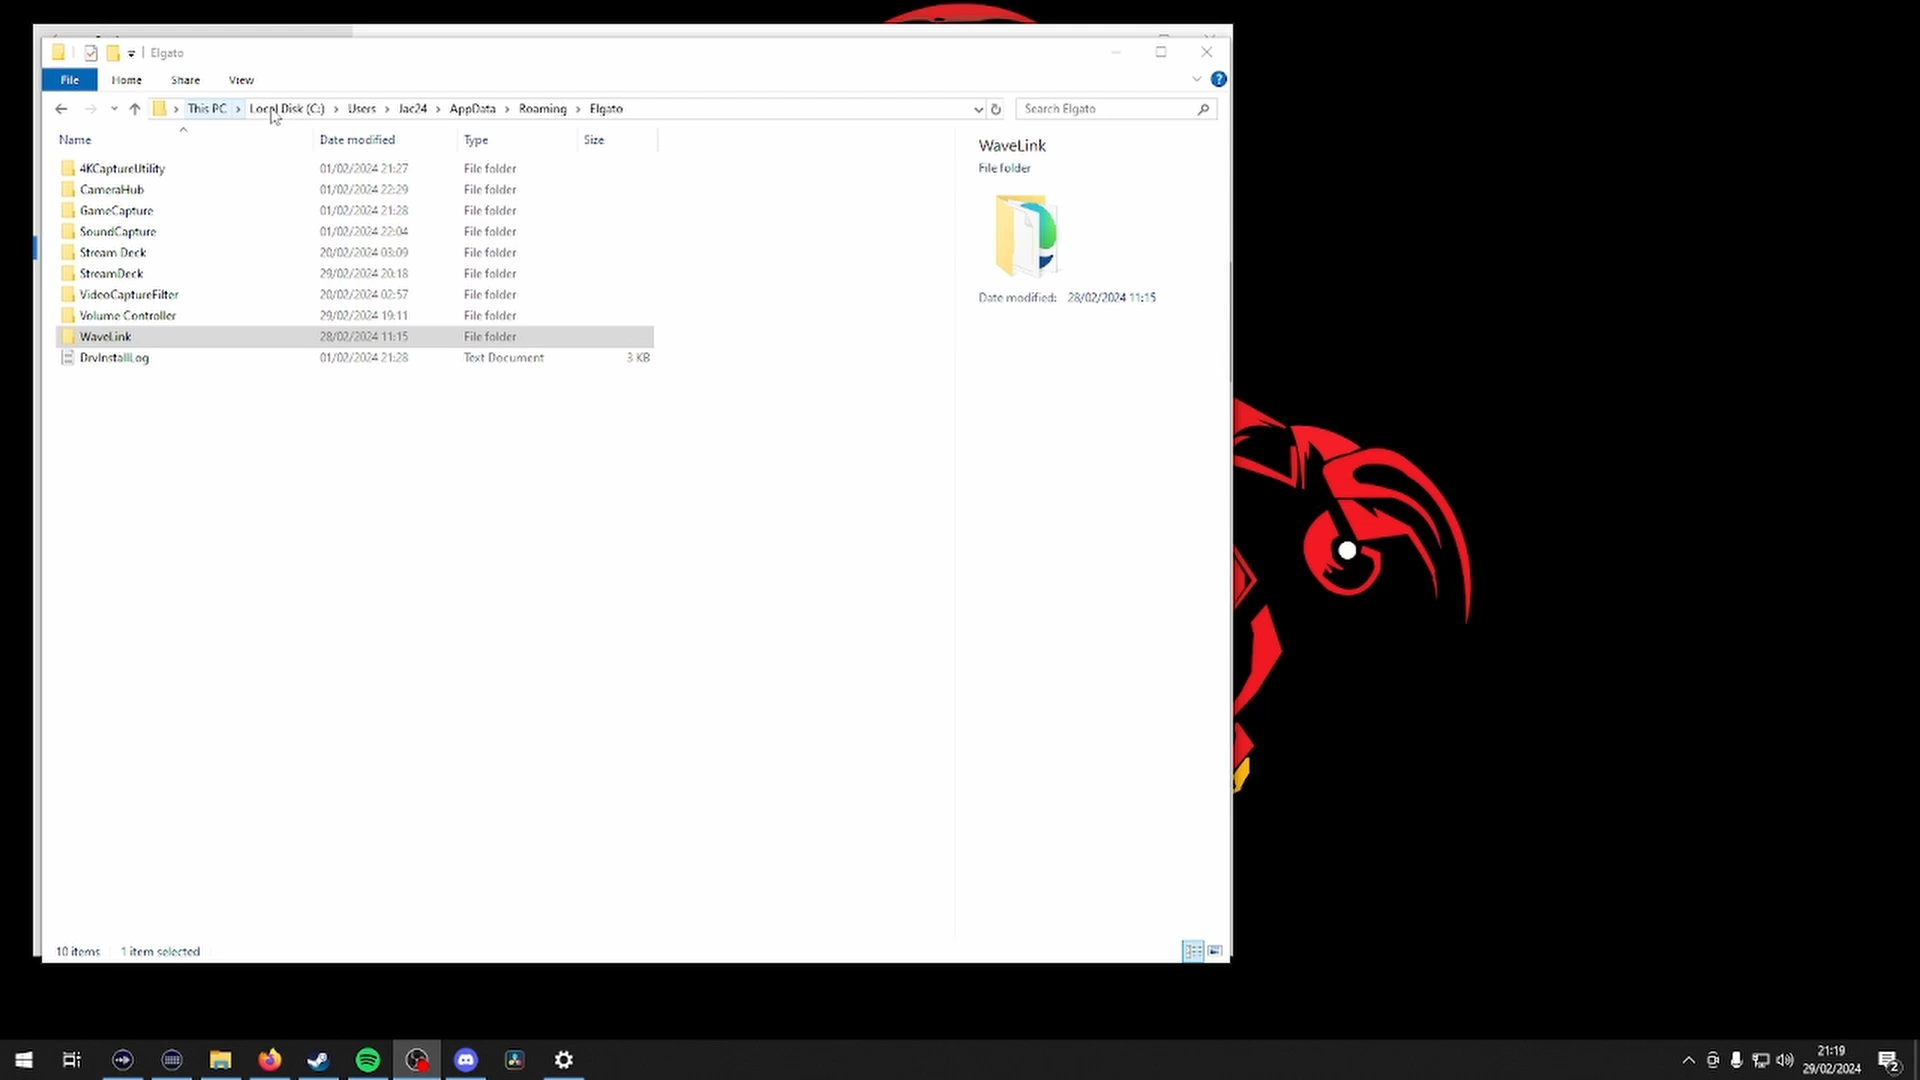 Elgato
File Home Share View
This PC Local Disk (C:) Users Jac24 AppData Roaming Elgato
Search Elgato
Name Date modified Type Size
4KCaptureUtility 01/02/2024 21:27 File folder
CameraHub 01/02/2024 22:29 File folder
GameCapture 01/02/2024 21:28 File folder
SoundCapture 01/02/2024 22:04 File folder
Stream Deck 20/02/2024 03:09 File folder
StreamDeck 29/02/2024 20:18 File folder
VideoCaptureFilter 20/02/2024 02:57 File folder
Volume Controller 29/02/2024 19:11 File folder
WaveLink 28/02/2024 11:15 File folder
DrvInstallLog 01/02/2024 21:28 Text Document 3 KB
WaveLink
File folder
Date modified: 28/02/2024 11:15
10 items 1 item selected
21:19
29/02/2024
2